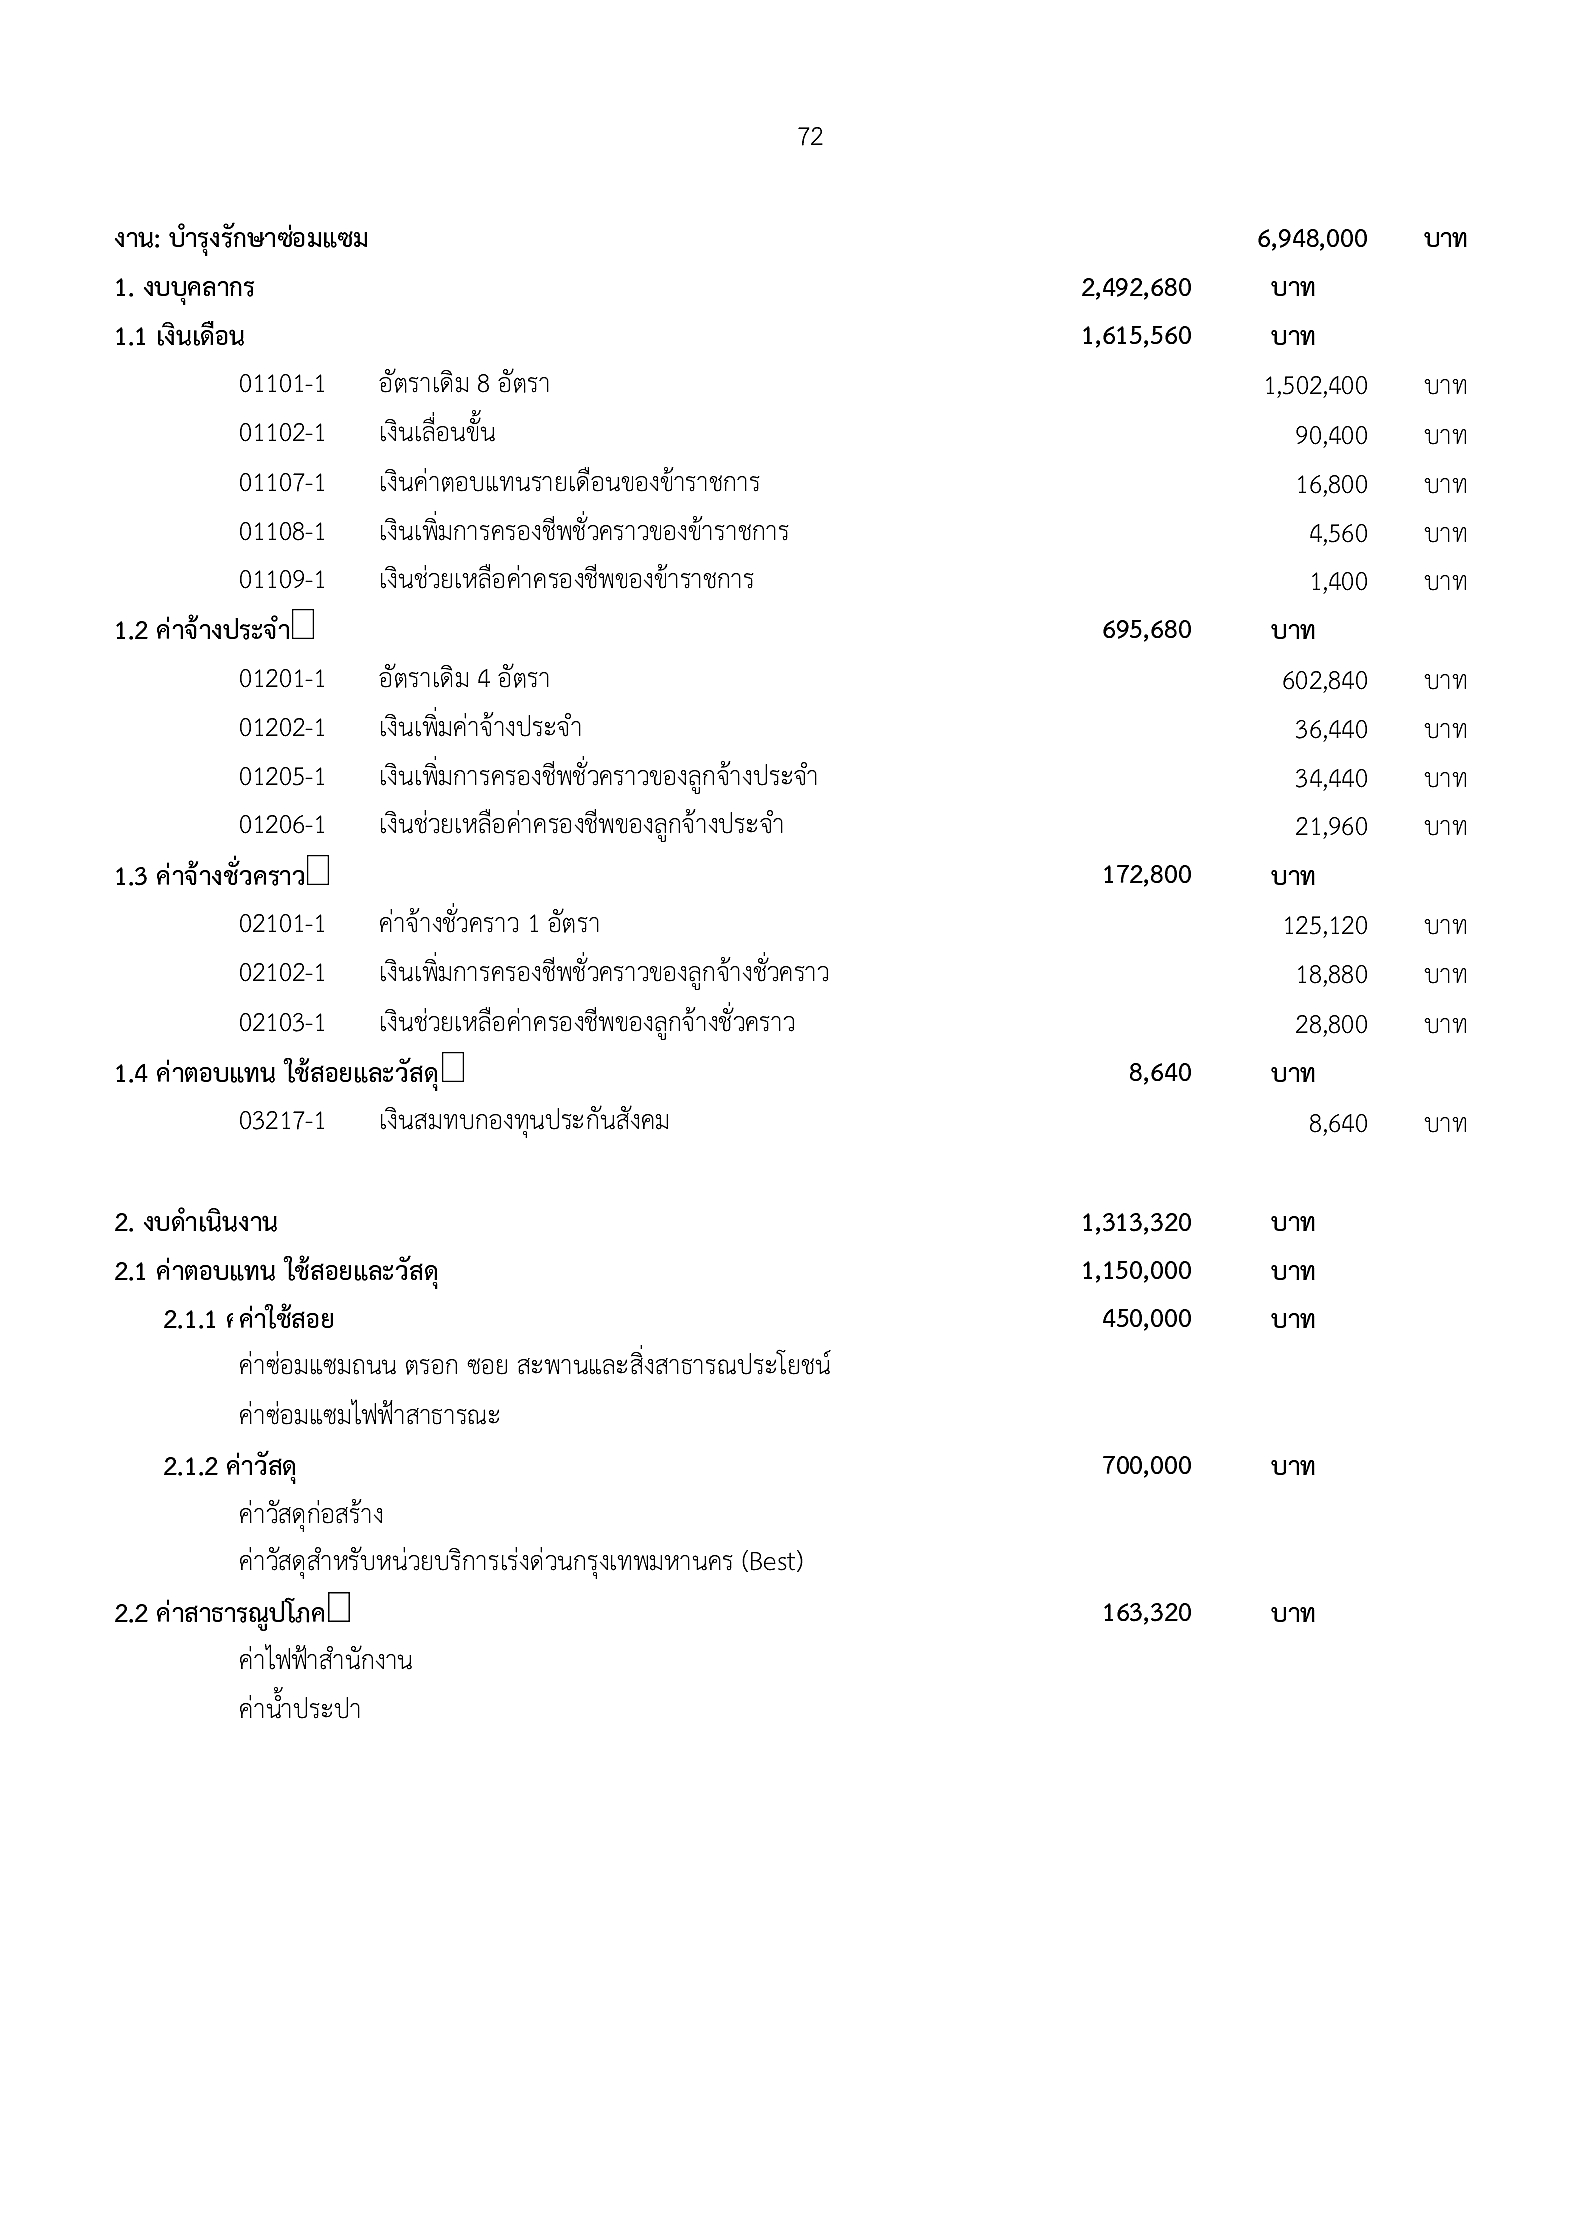 72
งาน: บำรุงรักษาซ่อมแซม 6,948,000 บาท
1. งบบุคลากร 2,492,680 บาท
1.1 เงินเดือน 1,615,560 บาท
01101-1 อัตราเดิม 8 อัตรา 1,502,400 บาท
01102-1 เงินเลื่อนขั้น 90,400 บาท
01107-1 เงินค่าตอบแทนรายเดือนของข้าราชการ 16,800 บาท
01108-1 เงินเพิ่มการครองชีพชั่วคราวของข้าราชการ 4,560 บาท
01109-1 เงินช่วยเหลือค่าครองชีพของข้าราชการ 1,400 บาท
1.2 ค่าจ้างประจำ 695,680 บาท
01201-1 อัตราเดิม 4 อัตรา 602,840 บาท
01202-1 เงินเพิ่มค่าจ้างประจำ 36,440 บาท
01205-1 เงินเพิ่มการครองชีพชั่วคราวของลูกจ้างประจำ 34,440 บาท
01206-1 เงินช่วยเหลือค่าครองชีพของลูกจ้างประจำ 21,960 บาท
1.3 ค่าจ้างชั่วคราว 172,800 บาท
02101-1 ค่าจ้างชั่วคราว 1 อัตรา 125,120 บาท
02102-1 เงินเพิ่มการครองชีพชั่วคราวของลูกจ้างชั่วคราว 18,880 บาท
02103-1 เงินช่วยเหลือค่าครองชีพของลูกจ้างชั่วคราว 28,800 บาท
1.4 ค่าตอบแทน ใช้สอยและวัสดุ 8,640 บาท
03217-1 เงินสมทบกองทุนประกันสังคม 8,640 บาท
2. งบดำเนินงาน 1,313,320 บาท
2.1 ค่าตอบแทน ใช้สอยและวัสดุ 1,150,000 บาท
2.1.1 ค่าใช้สอย 450,000 บาท
ค่าซ่อมแซมถนน ตรอก ซอย สะพานและสิ่งสาธารณประโยชน์
ค่าซ่อมแซมไฟฟ้าสาธารณะ
2.1.2 ค่าวัสดุ 700,000 บาท
ค่าวัสดุก่อสร้าง
ค่าวัสดุสำหรับหน่วยบริการเร่งด่วนกรุงเทพมหานคร (Best)
2.2 ค่าสาธารณูปโภค 163,320 บาท
ค่าไฟฟ้าสำนักงาน
ค่าน้ำประปา